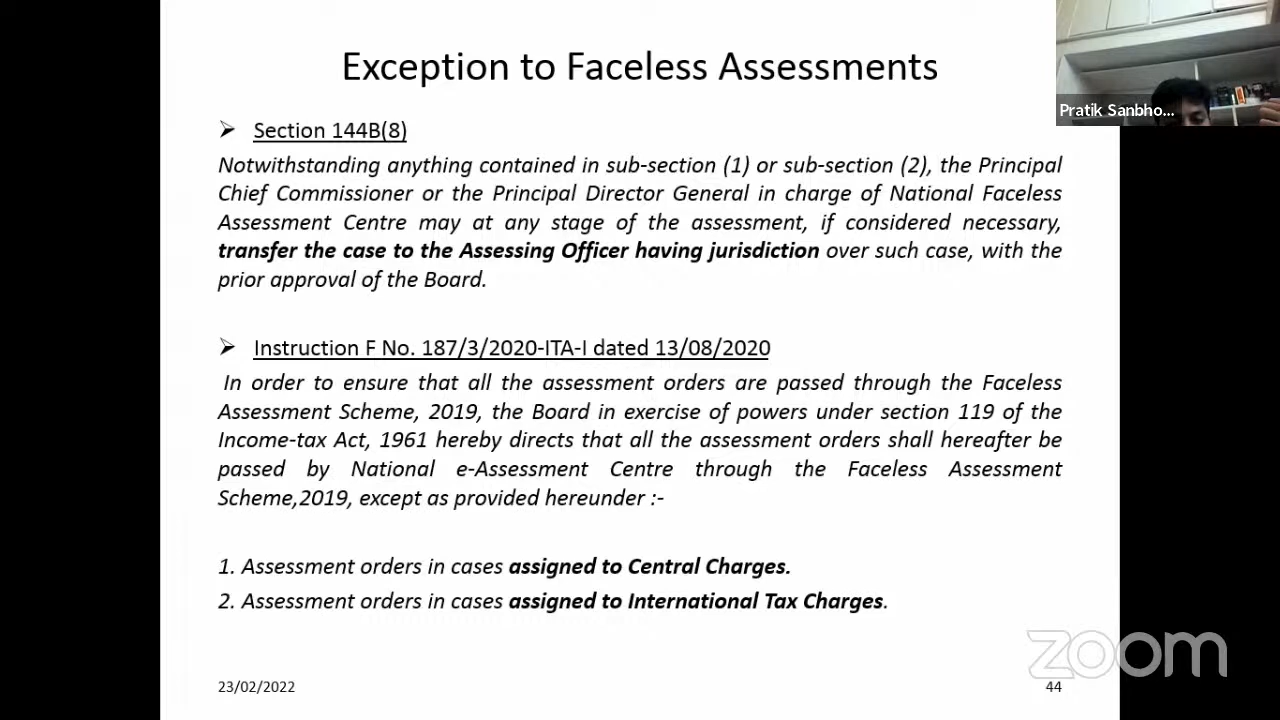 Exception to Faceless Assessments
Pratik Sanbho...
➢ Section 144B(8)
Notwithstanding anything contained in sub-section (1) or sub-section (2), the Principal
Chief Commissioner or the Principal Director General in charge of National Faceless
Assessment Centre may at any stage of the assessment, if considered necessary,
transfer the case to the Assessing Officer having jurisdiction over such case, with the
prior approval of the Board.
➢ Instruction F No. 187/3/2020-ITA-I dated 13/08/2020
In order to ensure that all the assessment orders are passed through the Faceless
Assessment Scheme, 2019, the Board in exercise of powers under section 119 of the
Income-tax Act, 1961 hereby directs that all the assessment orders shall hereafter be
passed by National e-Assessment Centre through the Faceless Assessment
Scheme,2019, except as provided hereunder :-
1. Assessment orders in cases assigned to Central Charges.
2. Assessment orders in cases assigned to International Tax Charges.
zoom
23/02/2022
44